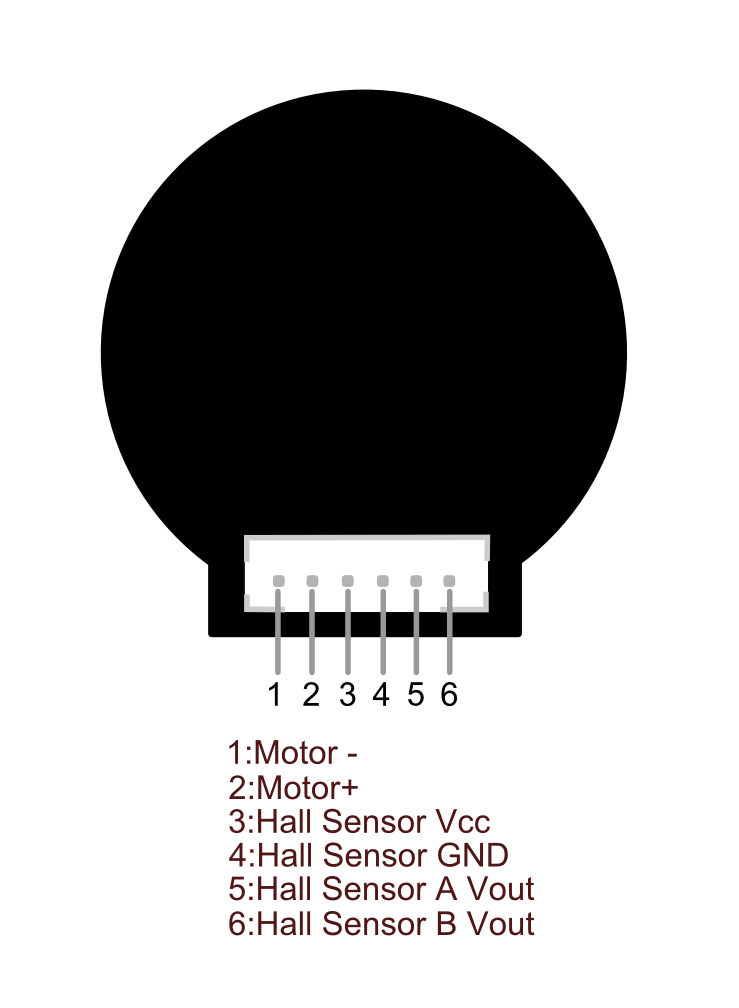 1 2 3 4 5 6
1:Motor -
2:Motor+
3:Hall Sensor Vcc
4:Hall Sensor GND
5:Hall Sensor A Vout
6:Hall Sensor B Vout